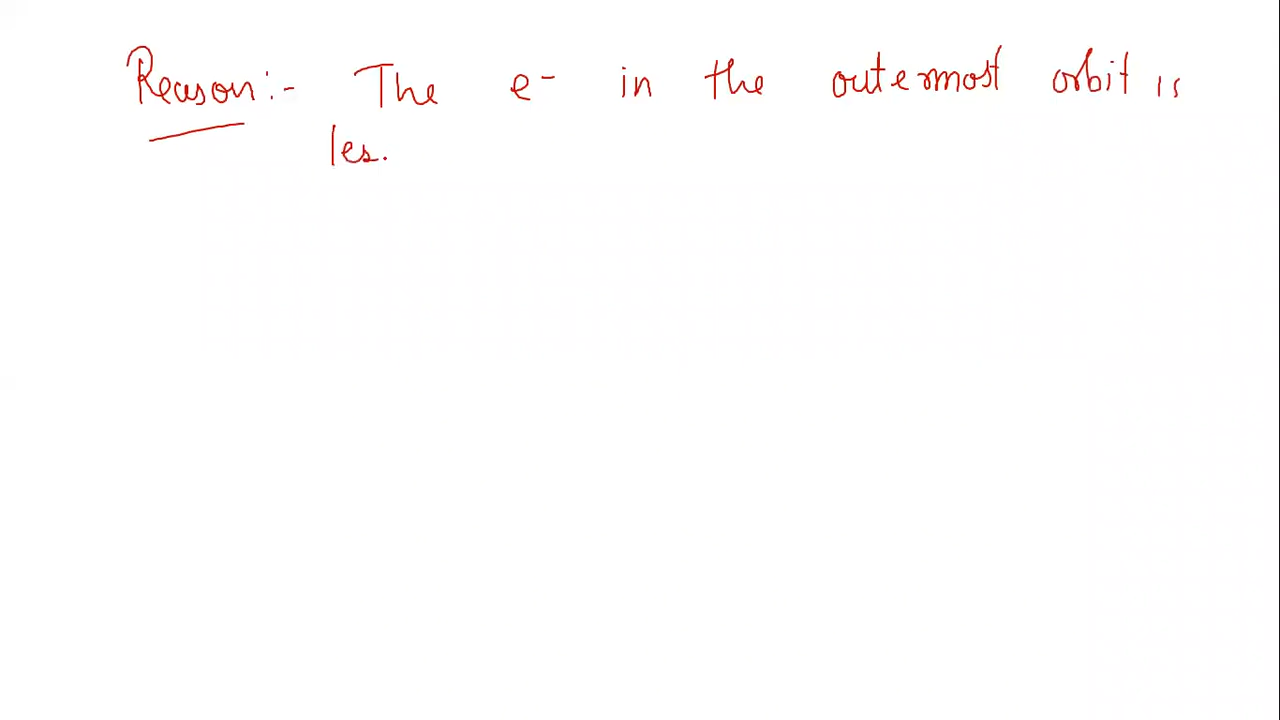 Reason:- The e- in the outermost orbit is
les.